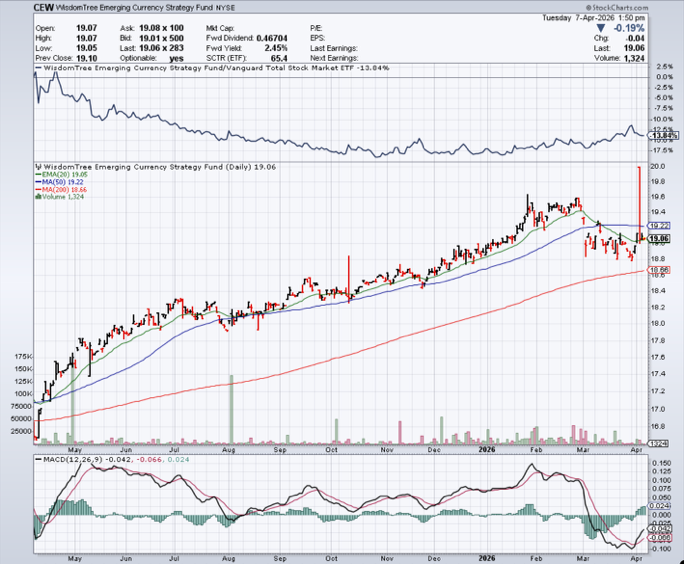 CEW WisdomTree Emerging Currency Strategy Fund NYSE
© StockCharts.com
Tuesday 7-Apr-2026 1:50 pm
Open: 19.07 Ask: 19.08 x 100 Mkt Cap: P/E: ▼ -0.19%
High: 19.07 Bid: 19.01 x 500 Fwd Dividend: 0.46704 EPS: Chg: -0.04
Low: 19.05 Last: 19.06 x 283 Fwd Yield: 2.45% Last Earnings: Last: 19.06
Prev Close: 19.10 Optionable: yes SCTR (ETF): 65.4 Next Earnings: Volume: 1,324
WisdomTree Emerging Currency Strategy Fund/Vanguard Total Stock Market ETF -13.84%
2.5%
0.0%
-2.5%
-5.0%
-7.5%
-10.0%
-12.5%
-13.84%
-17.5%
WisdomTree Emerging Currency Strategy Fund (Daily) 19.06
EMA(20) 19.05
MA(50) 19.22
MA(200) 18.66
Volume 1,324
20.0
19.8
19.6
19.4
19.22
19.06
18.8
18.66
18.4
18.2
18.0
17.8
17.6
17.4
17.2
17.0
16.8
1324
175K
150K
125K
100K
75000
50000
25000
May Jun Jul Aug Sep Oct Nov Dec 2026 Feb Mar Apr
MACD(12,26,9) -0.042, -0.066, 0.024
0.150
0.125
0.100
0.075
0.050
0.024
0.000
-0.042
-0.066
-0.100
May Jun Jul Aug Sep Oct Nov Dec 2026 Feb Mar Apr